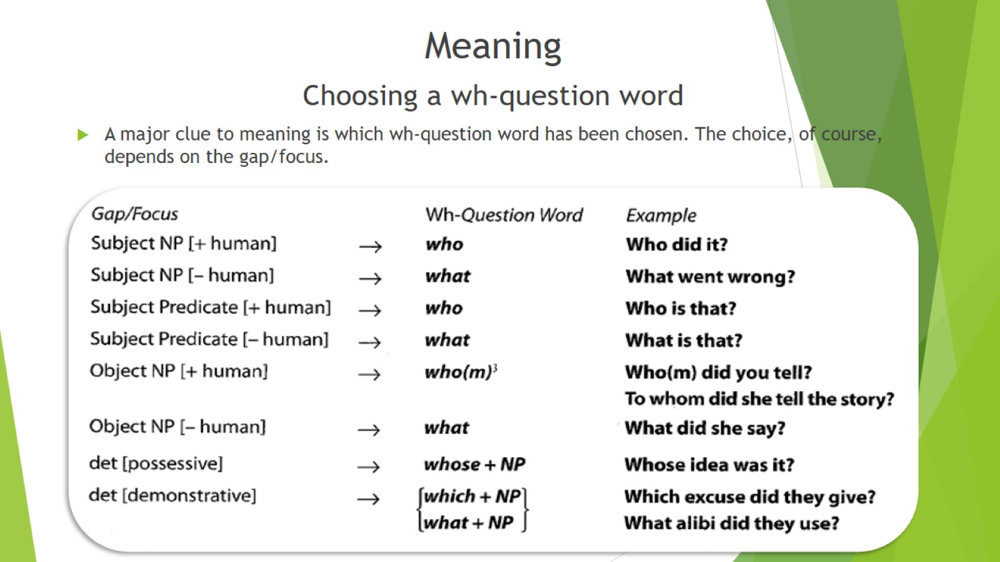 Meaning
Choosing a wh-question word
A major clue to meaning is which wh-question word has been chosen. The choice, of course,
depends on the gap/focus.
Gap/Focus Wh-Question Word Example
Subject NP [+ human] → who Who did it?
Subject NP [– human] → what What went wrong?
Subject Predicate [+ human] → who Who is that?
Subject Predicate [– human] → what What is that?
Object NP [+ human] → who(m)³ Who(m) did you tell?
To whom did she tell the story?
Object NP [– human] → what What did she say?
det [possessive] → whose + NP Whose idea was it?
det [demonstrative] → {which + NP} Which excuse did they give?
{what + NP} What alibi did they use?